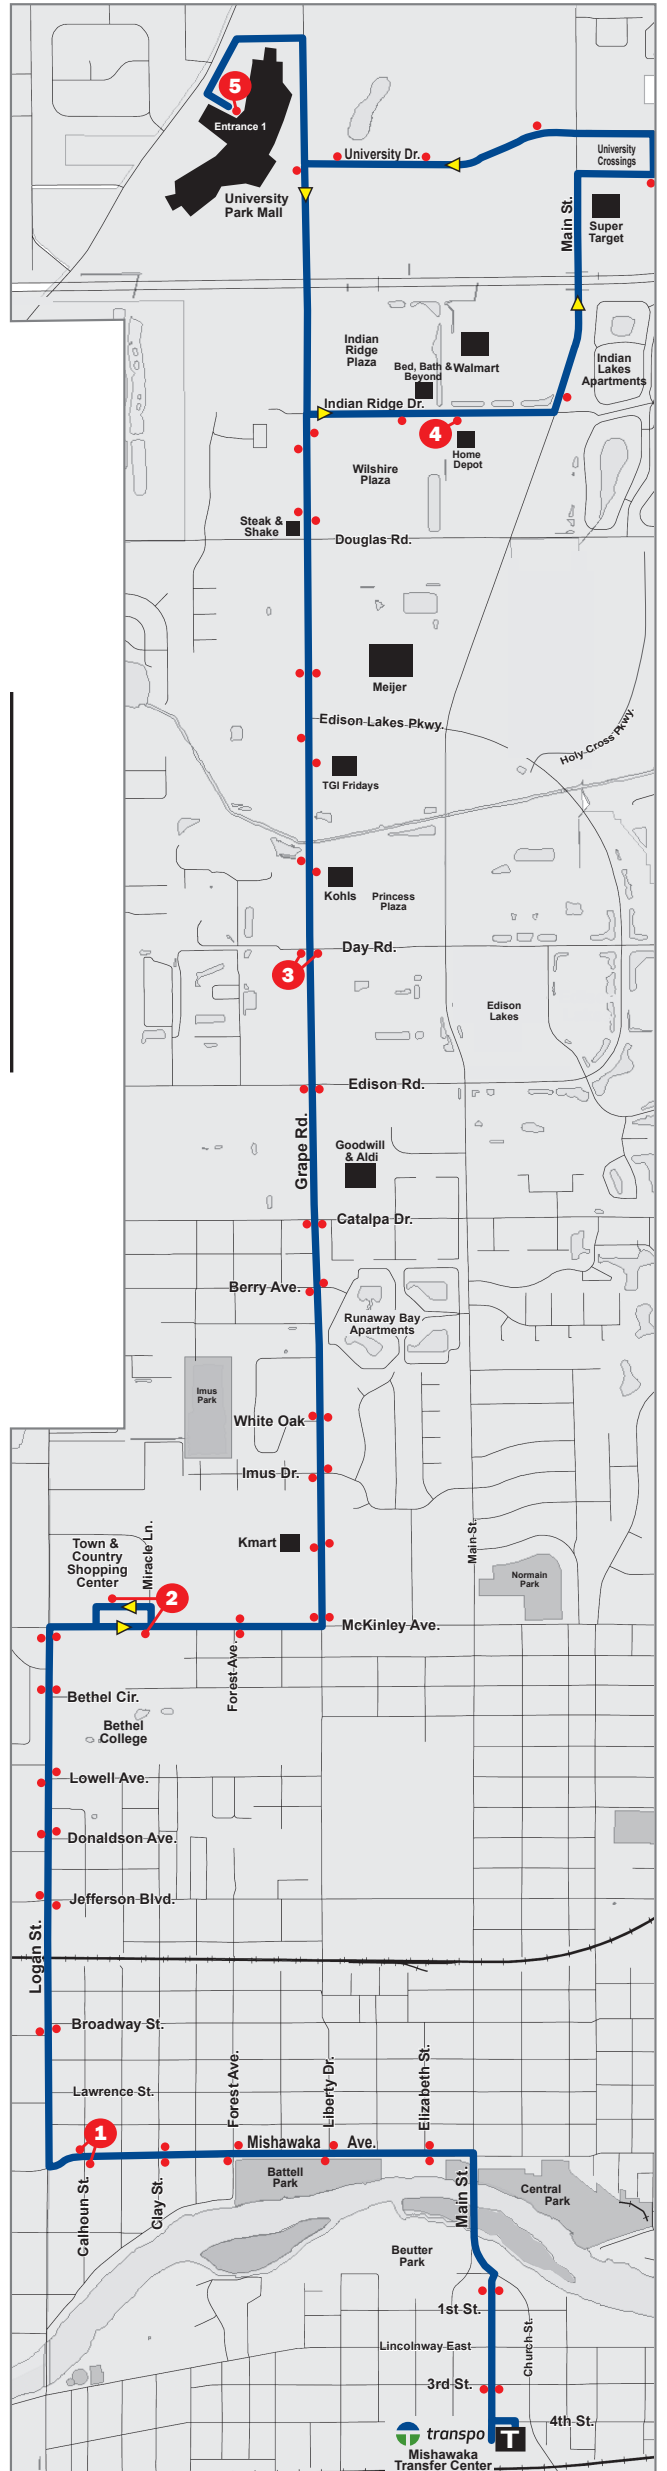 5
Entrance 1
University Dr.
University
Crossings
University
Park Mall
Main St.
Super
Target
Indian
Ridge
Plaza
Bed, Bath &
Beyond
Walmart
Indian
Lakes
Apartments
Indian Ridge Dr.
4
Home
Depot
Wilshire
Plaza
Steak &
Shake
Douglas Rd.
Meijer
Edison Lakes Pkwy.
Holy Cross Pkwy.
TGI Fridays
Kohls
Princess
Plaza
Day Rd.
3
Edison
Lakes
Edison Rd.
Grape Rd.
Goodwill
& Aldi
Catalpa Dr.
Berry Ave.
Runaway Bay
Apartments
Imus
Park
White Oak
Imus Dr.
Kmart
Main St.
Town &
Country
Shopping
Center
Miracle Ln.
Normain
Park
2
McKinley Ave.
Forest Ave.
Bethel Cir.
Bethel
College
Lowell Ave.
Donaldson Ave.
Jefferson Blvd.
Logan St.
Broadway St.
Lawrence St.
Forest Ave.
Liberty Dr.
Elizabeth St.
1
Mishawaka Ave.
Calhoun St.
Clay St.
Battell
Park
Main St.
Central
Park
Beutter
Park
1st St.
Lincolnway East
Church St.
3rd St.
4th St.
transpo
T
Mishawaka
Transfer Center